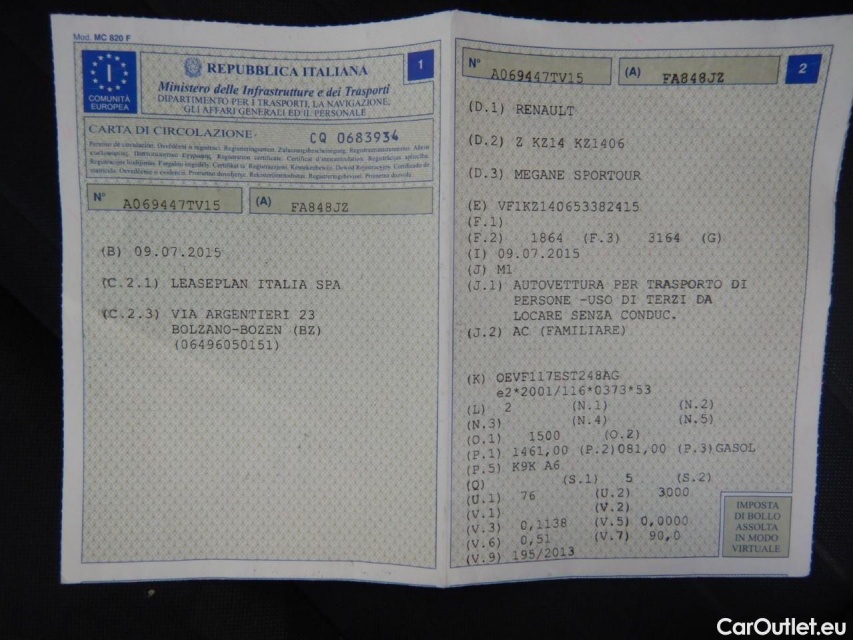 Mod. MC 820 F
I
COMUNITÀ
EUROPEA
REPUBBLICA ITALIANA
Ministero delle Infrastrutture e dei Trasporti
DIPARTIMENTO PER I TRASPORTI, LA NAVIGAZIONE,
GLI AFFARI GENERALI ED IL PERSONALE
1
CARTA DI CIRCOLAZIONE
CQ 0683934
N° A069447TV15 (A) FA848JZ
(B) 09.07.2015
(C.2.1) LEASEPLAN ITALIA SPA
(C.2.3) VIA ARGENTIERI 23
BOLZANO-BOZEN (BZ)
(06496050151)
N° A069447TV15 (A) FA848JZ
2
(D.1) RENAULT
(D.2) Z KZ14 KZ1406
(D.3) MEGANE SPORTOUR
(E) VF1KZ140653382415
(F.1)
(F.2) 1864 (F.3) 3164 (G)
(I) 09.07.2015
(J) M1
(J.1) AUTOVETTURA PER TRASPORTO DI
PERSONE -USO DI TERZI DA
LOCARE SENZA CONDUC.
(J.2) AC (FAMILIARE)
(K) OEVF117EST248AG
e2*2001/116*0373*53
(L) 2 (N.1) (N.2)
(N.3) (N.4) (N.5)
(O.1) 1500 (O.2)
(P.1) 1461,00 (P.2)081,00 (P.3)GASOL
(P.5) K9K A6
(Q) (S.1) 5 (S.2)
(U.1) 76 (U.2) 3000
(V.1) (V.2)
(V.3) 0,1138 (V.5) 0,0000
(V.6) 0,51 (V.7) 90,0
(V.9) 195/2013
IMPOSTA
DI BOLLO
ASSOLTA
IN MODO
VIRTUALE
CarOutlet.eu